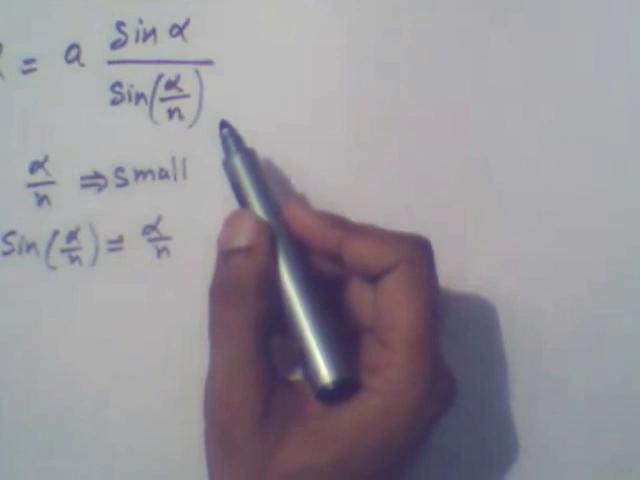 = a sin α / sin(α/n)
α/n ⇒ small
sin(α/n) = α/n